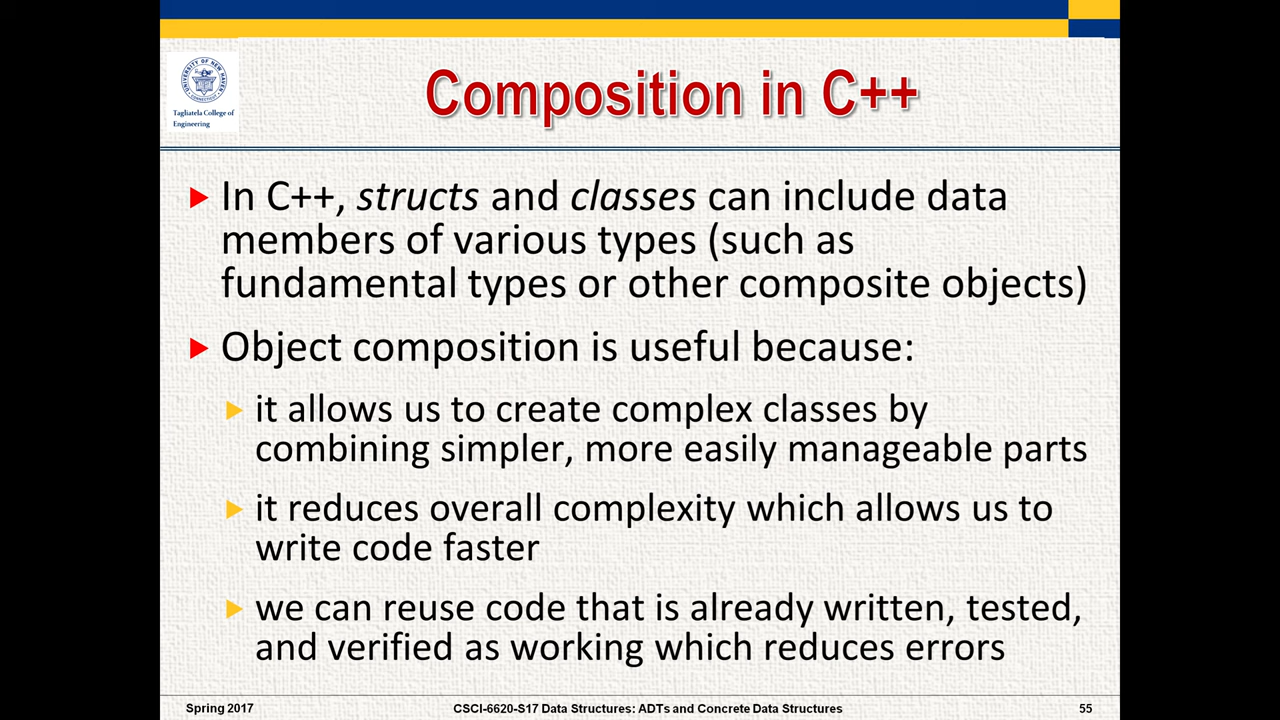 Tagliatela College of
Engineering
Composition in C++
In C++, structs and classes can include data
members of various types (such as
fundamental types or other composite objects)
Object composition is useful because:
it allows us to create complex classes by
combining simpler, more easily manageable parts
it reduces overall complexity which allows us to
write code faster
we can reuse code that is already written, tested,
and verified as working which reduces errors
Spring 2017
CSCI-6620-S17 Data Structures: ADTs and Concrete Data Structures
55